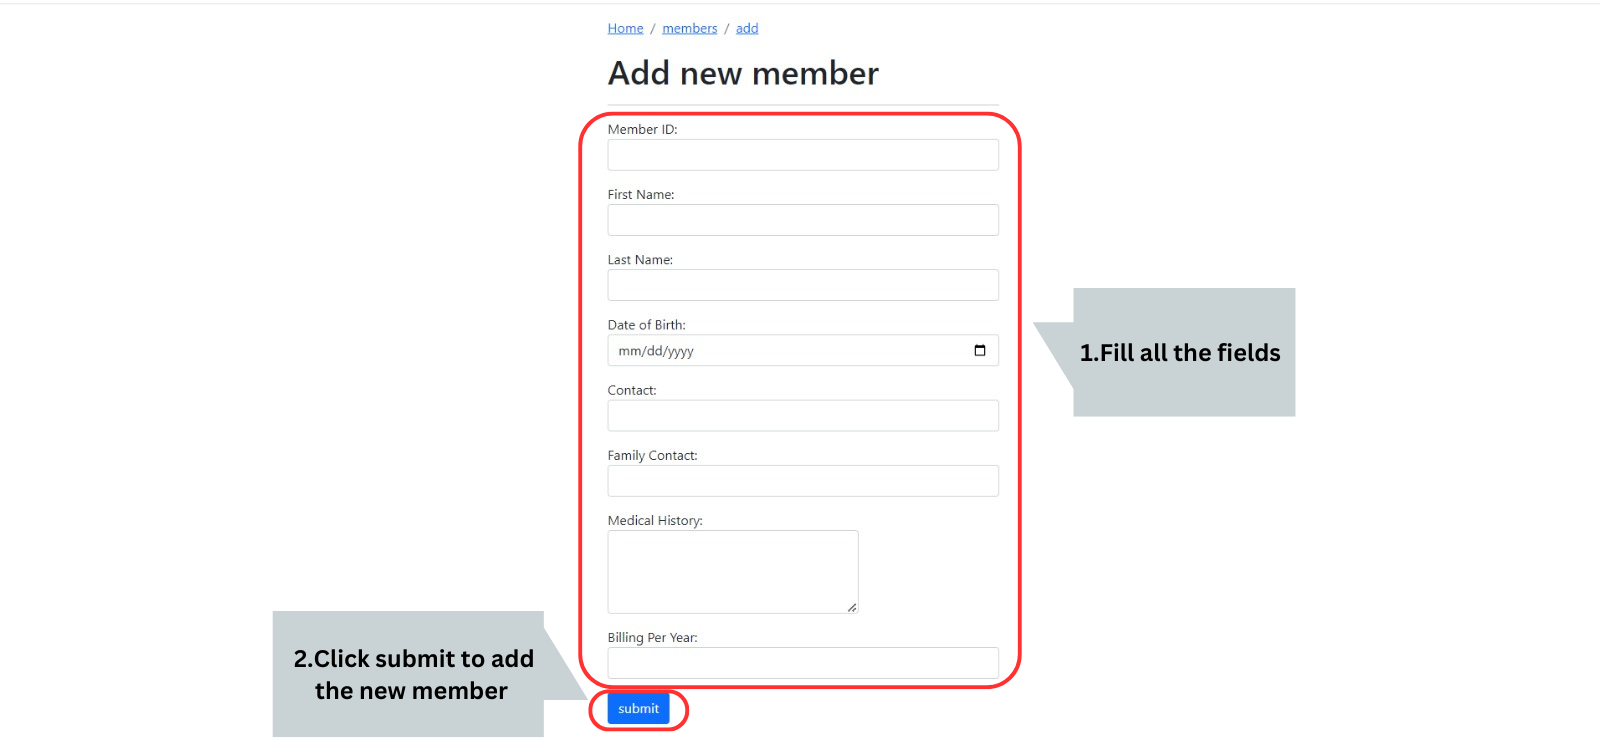 Home / members / add
Add new member
Member ID:
First Name:
Last Name:
Date of Birth:
mm/dd/yyyy
1.Fill all the fields
Contact:
Family Contact:
Medical History:
Billing Per Year:
2.Click submit to add
the new member
submit